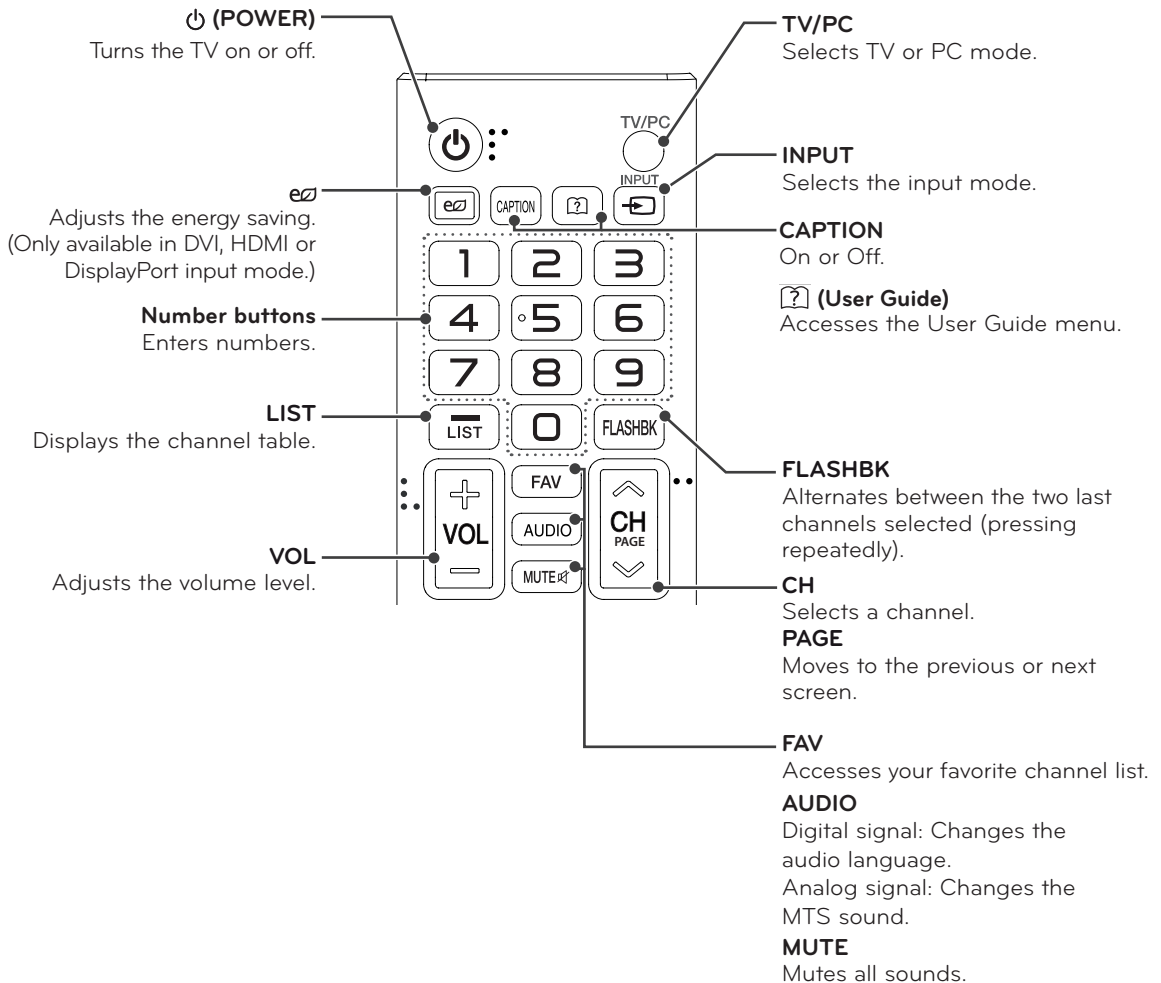 ⏻ (POWER)
Turns the TV on or off.
e
Adjusts the energy saving.
(Only available in DVI, HDMI or
DisplayPort input mode.)
Number buttons
Enters numbers.
LIST
Displays the channel table.
VOL
Adjusts the volume level.
TV/PC
INPUT
e CAPTION ?
1 2 3
4 5 6
7 8 9
LIST 0 FLASHBK
+ VOL −
FAV
AUDIO
MUTE
CH
PAGE
TV/PC
Selects TV or PC mode.
INPUT
Selects the input mode.
CAPTION
On or Off.
? (User Guide)
Accesses the User Guide menu.
FLASHBK
Alternates between the two last
channels selected (pressing
repeatedly).
CH
Selects a channel.
PAGE
Moves to the previous or next
screen.
FAV
Accesses your favorite channel list.
AUDIO
Digital signal: Changes the
audio language.
Analog signal: Changes the
MTS sound.
MUTE
Mutes all sounds.